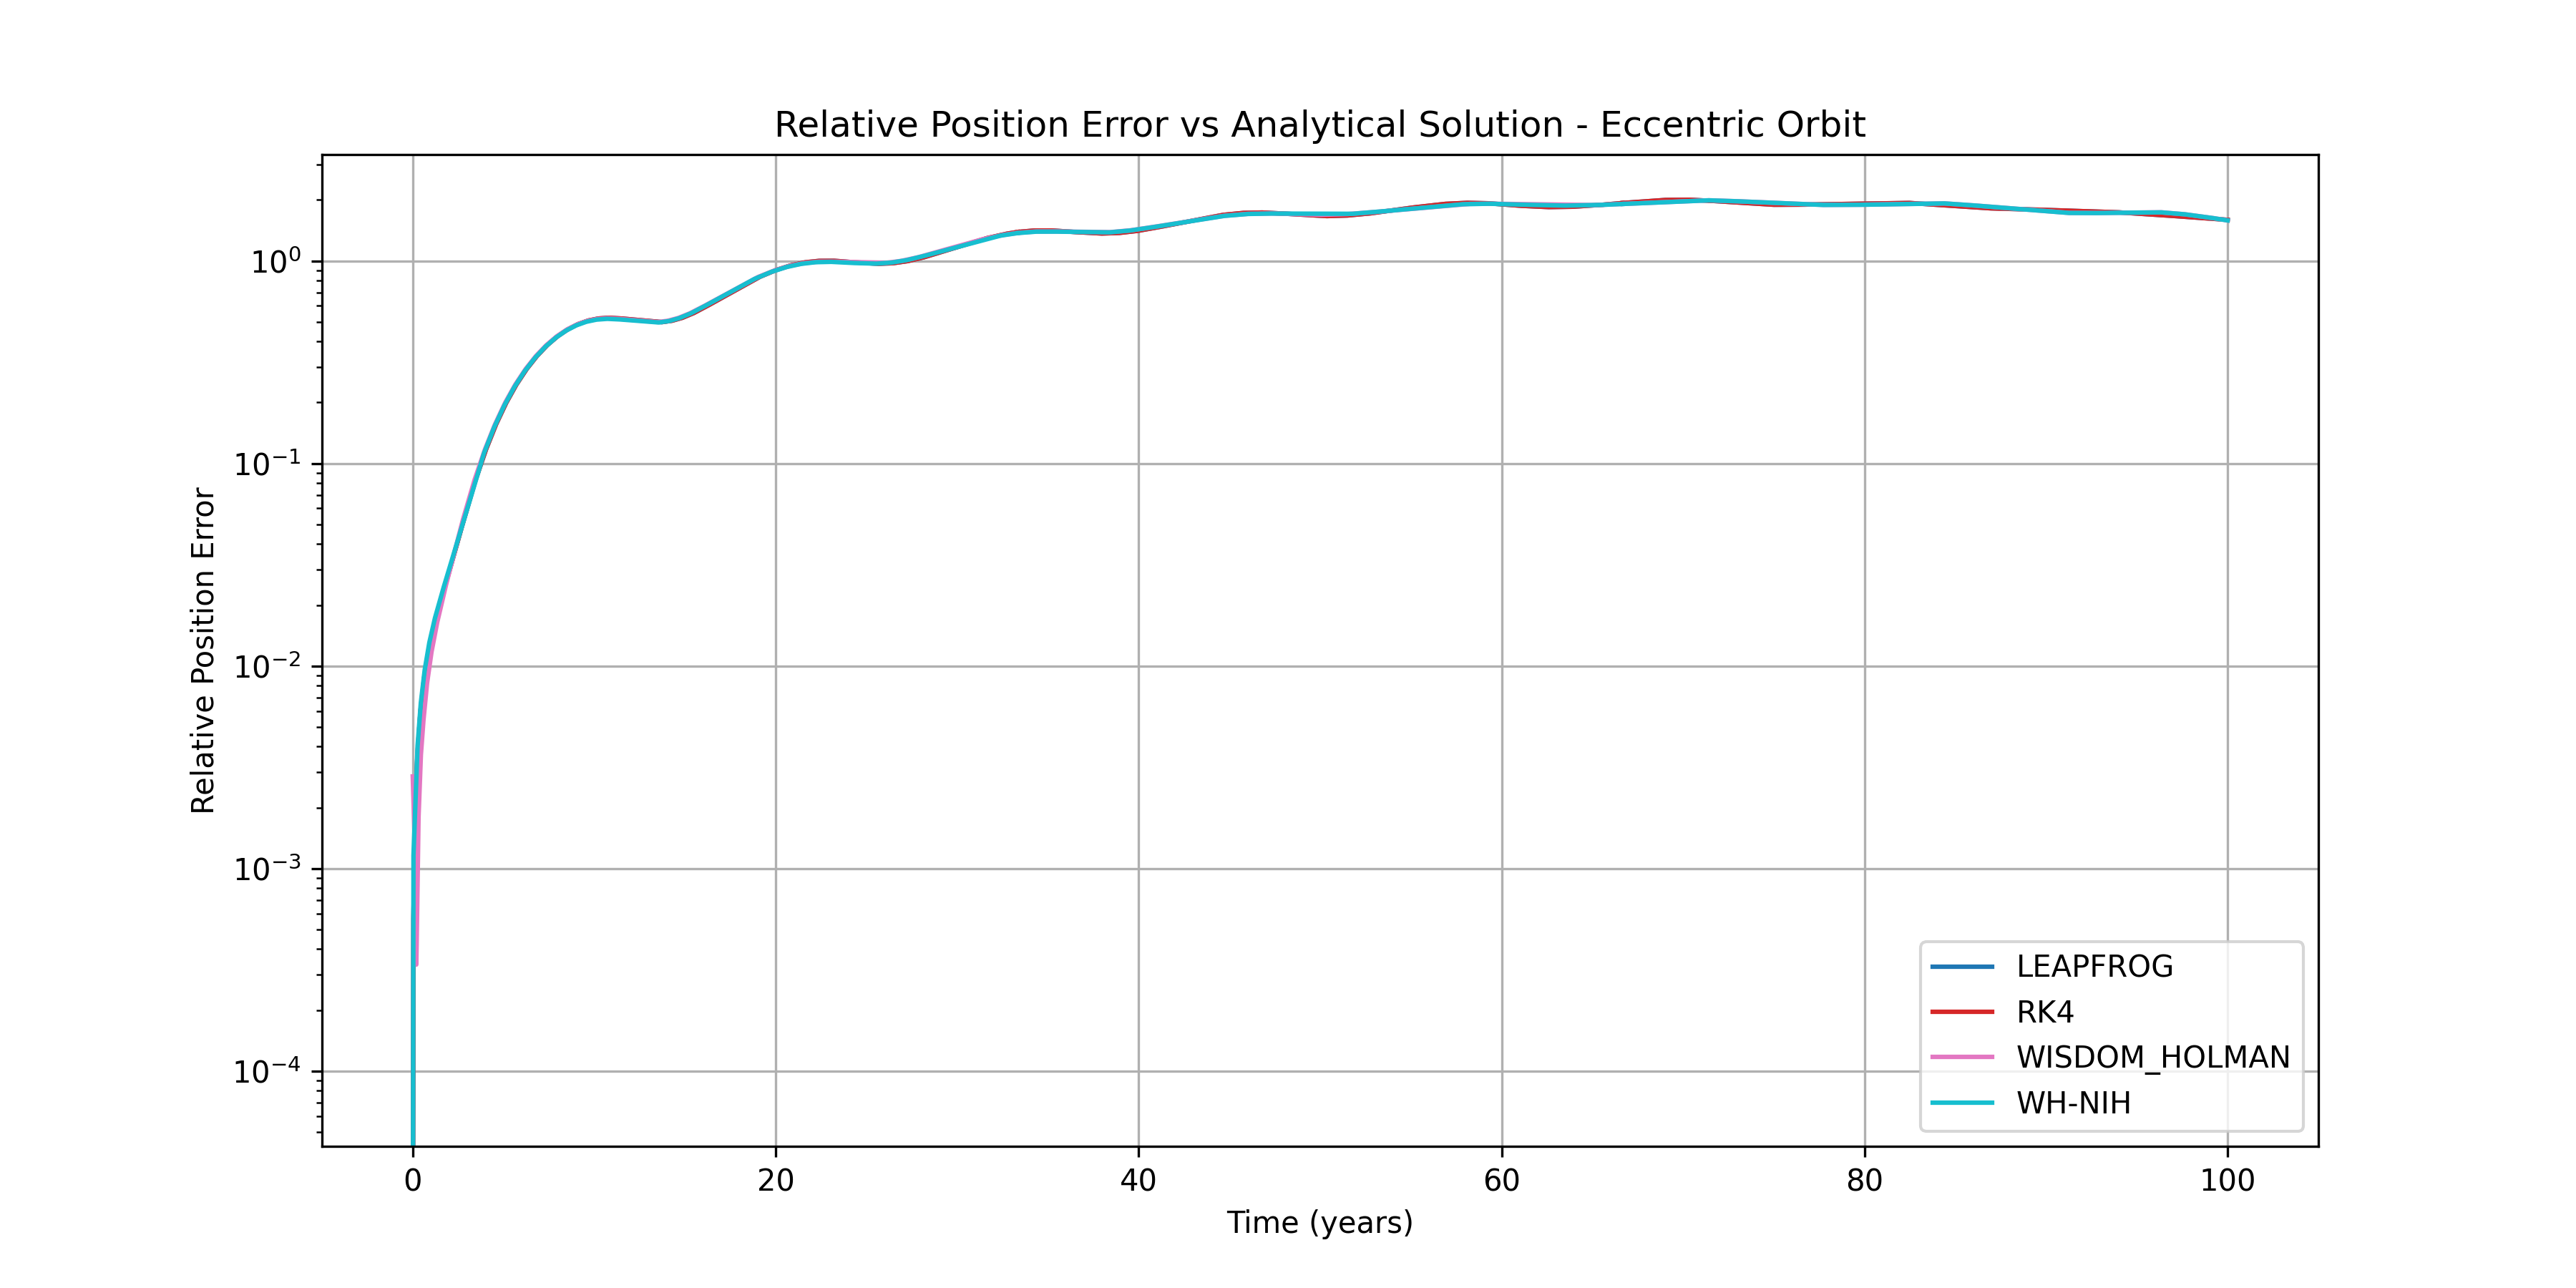 Relative Position Error vs Analytical Solution - Eccentric Orbit
Relative Position Error
10⁰
10⁻¹
10⁻²
10⁻³
10⁻⁴
0 20 40 60 80 100
Time (years)
LEAPFROG
RK4
WISDOM_HOLMAN
WH-NIH